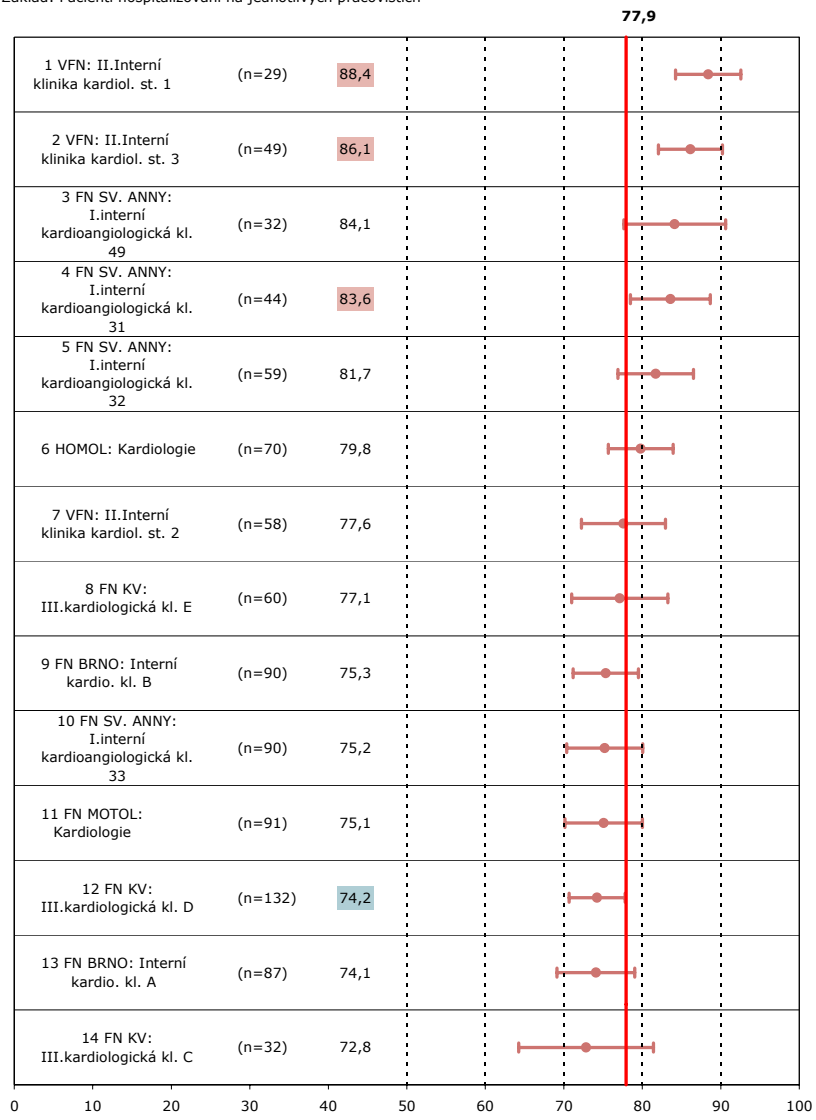 Základ: Pacienti hospitalizovaní na jednotlivých pracovištích
77,9
1 VFN: II.Interní
klinika kardiol. st. 1
(n=29)
88,4
2 VFN: II.Interní
klinika kardiol. st. 3
(n=49)
86,1
3 FN SV. ANNY:
I.interní
kardioangiologická kl.
49
(n=32)
84,1
4 FN SV. ANNY:
I.interní
kardioangiologická kl.
31
(n=44)
83,6
5 FN SV. ANNY:
I.interní
kardioangiologická kl.
32
(n=59)
81,7
6 HOMOL: Kardiologie
(n=70)
79,8
7 VFN: II.Interní
klinika kardiol. st. 2
(n=58)
77,6
8 FN KV:
III.kardiologická kl. E
(n=60)
77,1
9 FN BRNO: Interní
kardio. kl. B
(n=90)
75,3
10 FN SV. ANNY:
I.interní
kardioangiologická kl.
33
(n=90)
75,2
11 FN MOTOL:
Kardiologie
(n=91)
75,1
12 FN KV:
III.kardiologická kl. D
(n=132)
74,2
13 FN BRNO: Interní
kardio. kl. A
(n=87)
74,1
14 FN KV:
III.kardiologická kl. C
(n=32)
72,8
0 10 20 30 40 50 60 70 80 90 100